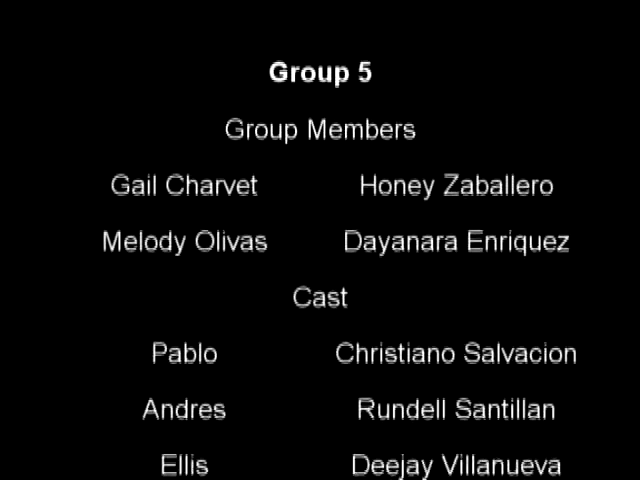 Group 5
Group Members
Gail Charvet Honey Zaballero
Melody Olivas Dayanara Enriquez
Cast
Pablo Christiano Salvacion
Andres Rundell Santillan
Ellis Deejay Villanueva